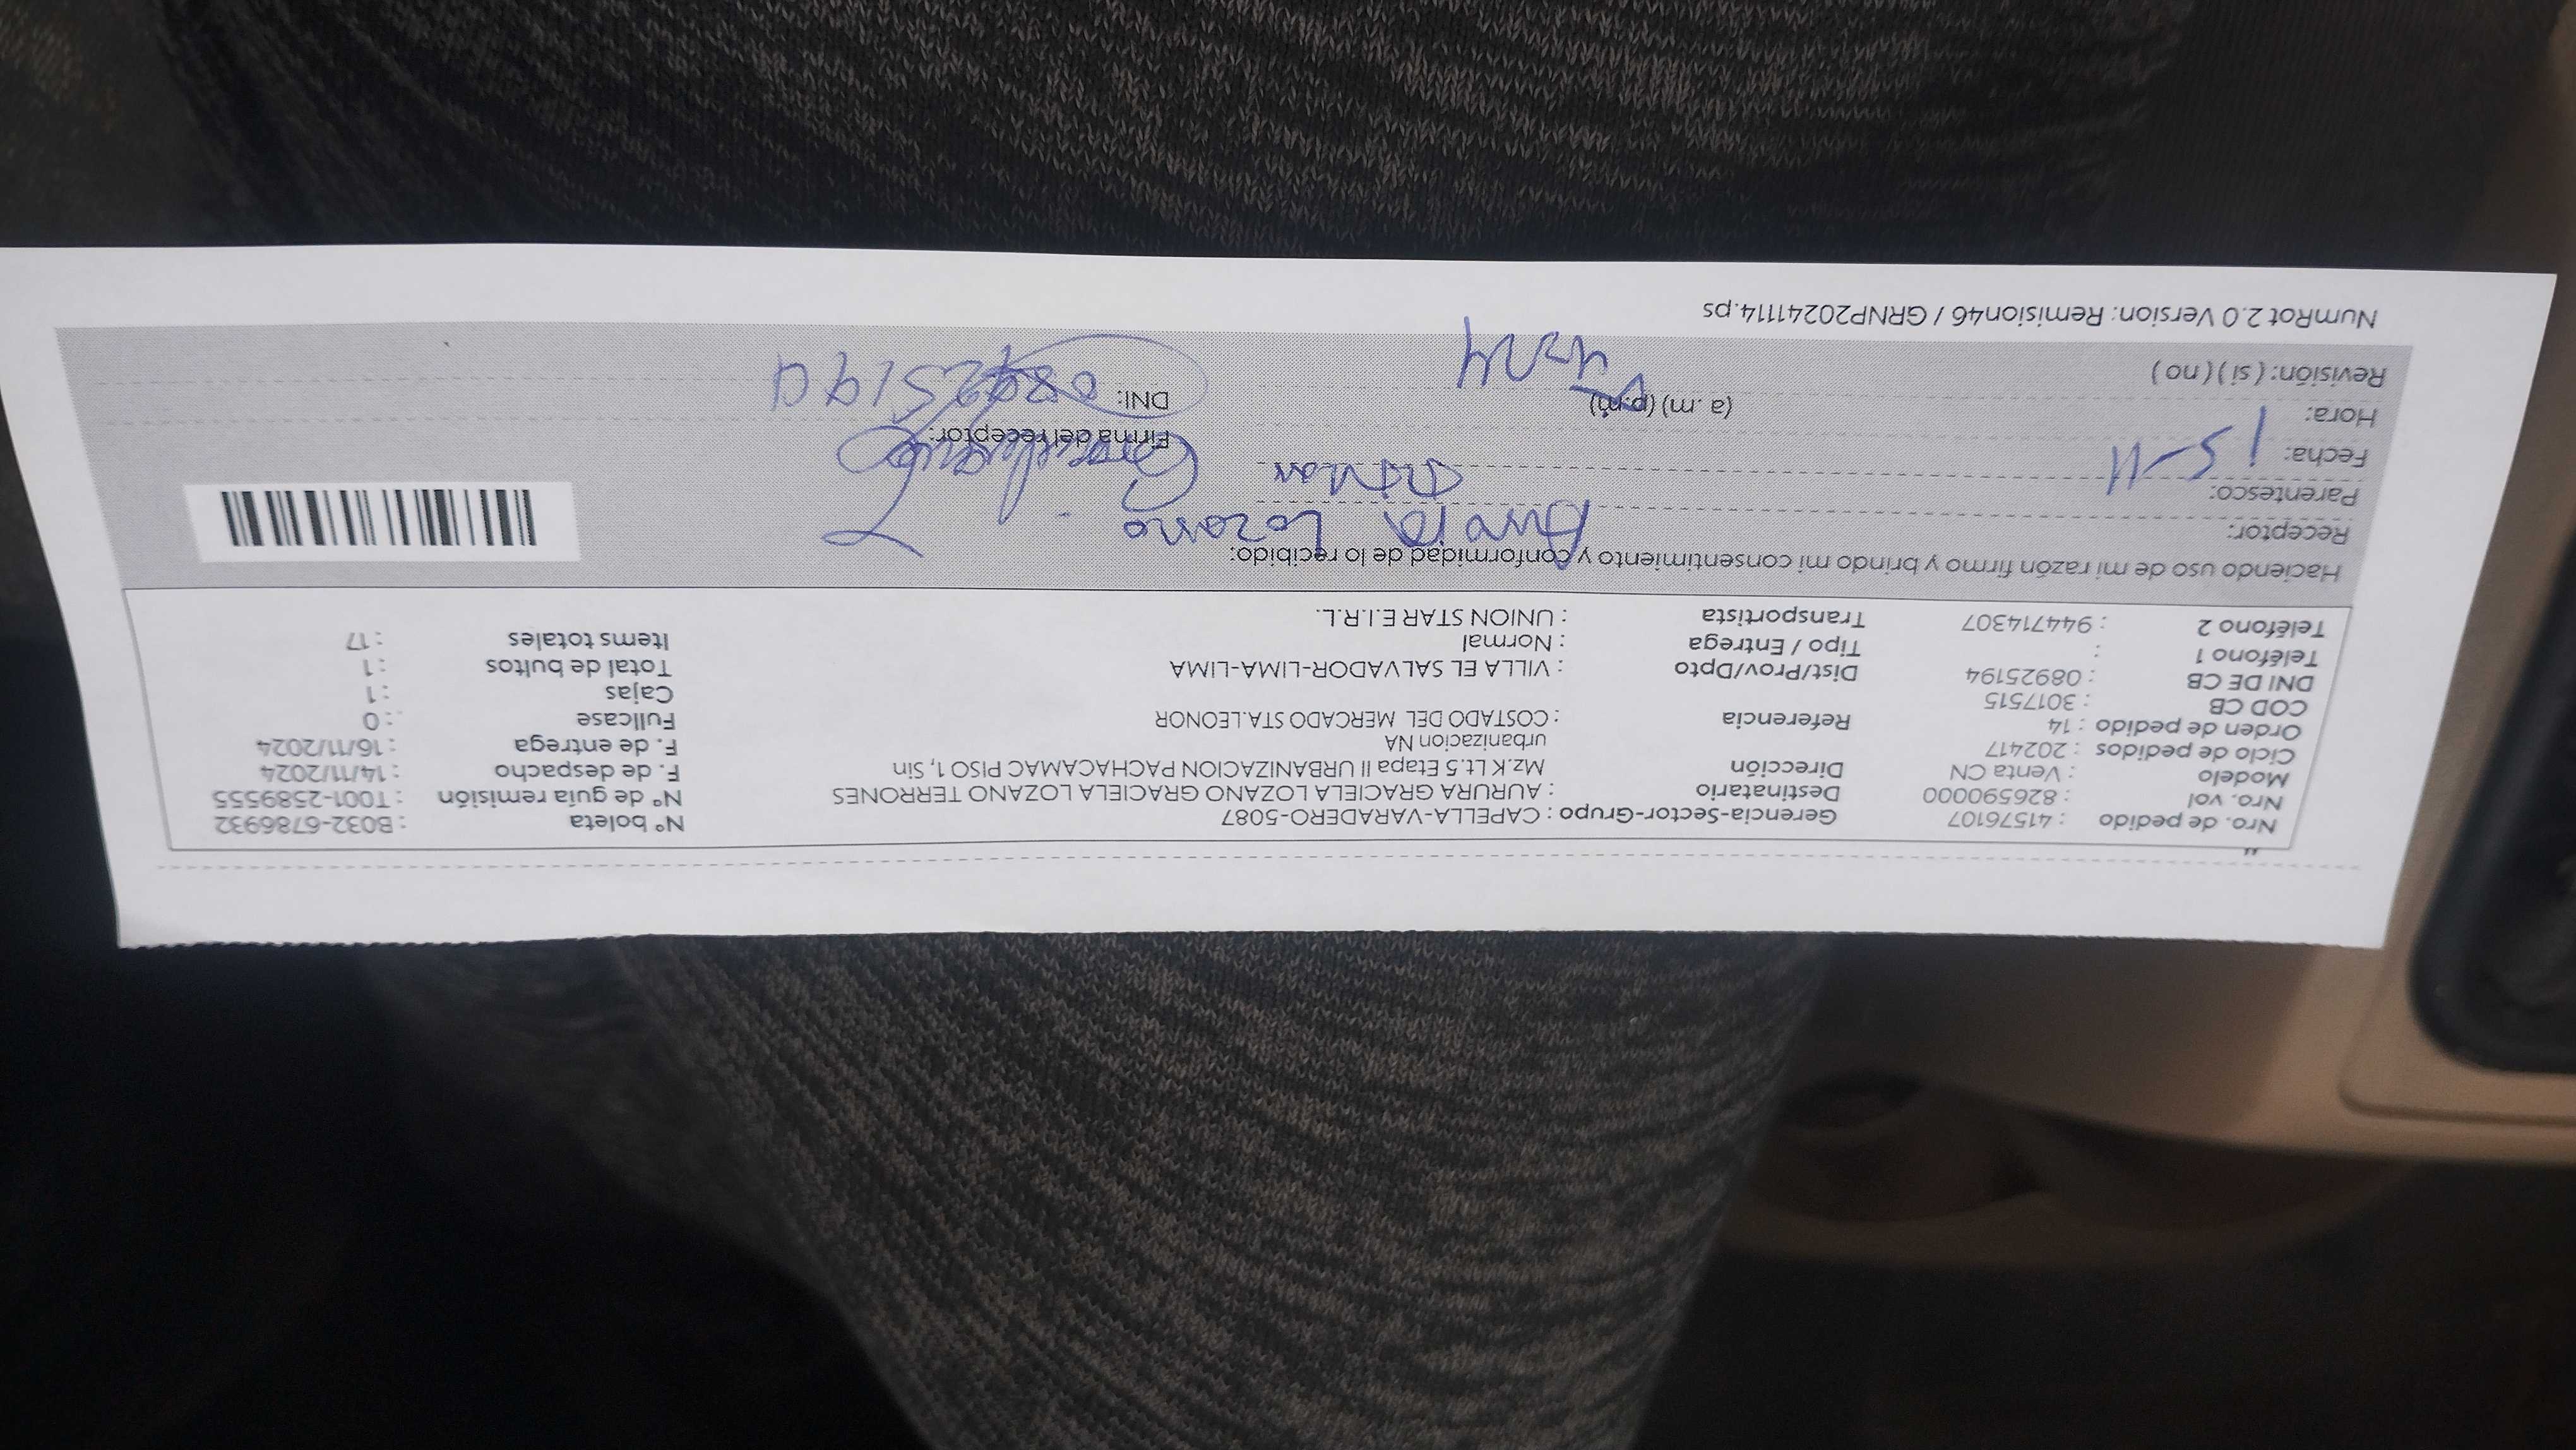 Nro. de pedido : 41576107 Gerencia-Sector-Grupo : CAPELLA-VARADERO-5087 N° boleta : B032-6786932
Nro. vol : 826590000 Destinatario : AURURA GRACIELA LOZANO GRACIELA LOZANO TERRONES N° de guía remisión : T001-2589555
Modelo : Venta CN Dirección Mz.K Lt.5 Etapa II URBANIZACION PACHACAMAC PISO 1, Sin F. de despacho : 14/11/2024
Ciclo de pedidos : 202417 urbanizacion NA F. de entrega : 16/11/2024
Orden de pedido : 14 Referencia : COSTADO DEL MERCADO STA.LEONOR Fullcase : 0
COD CB : 3017515 Cajas : 1
DNI DE CB : 08925194 Dist/Prov/Dpto : VILLA EL SALVADOR-LIMA-LIMA Total de bultos : 1
Teléfono 1 : Tipo / Entrega : Normal Items totales : 17
Teléfono 2 : 944714307 Transportista : UNION STAR E.I.R.L.
Haciendo uso de mi razón firmo y brindo mi consentimiento y conformidad de lo recibido:
Receptor: Lozano
Parentesco:
Fecha: 15-11 Firma del receptor:
Hora: (a .m) (p.m) DNI: 08925194
Revisión: ( si ) ( no )
NumRot 2.0 Version: Remision46 / GRNP20241114.ps